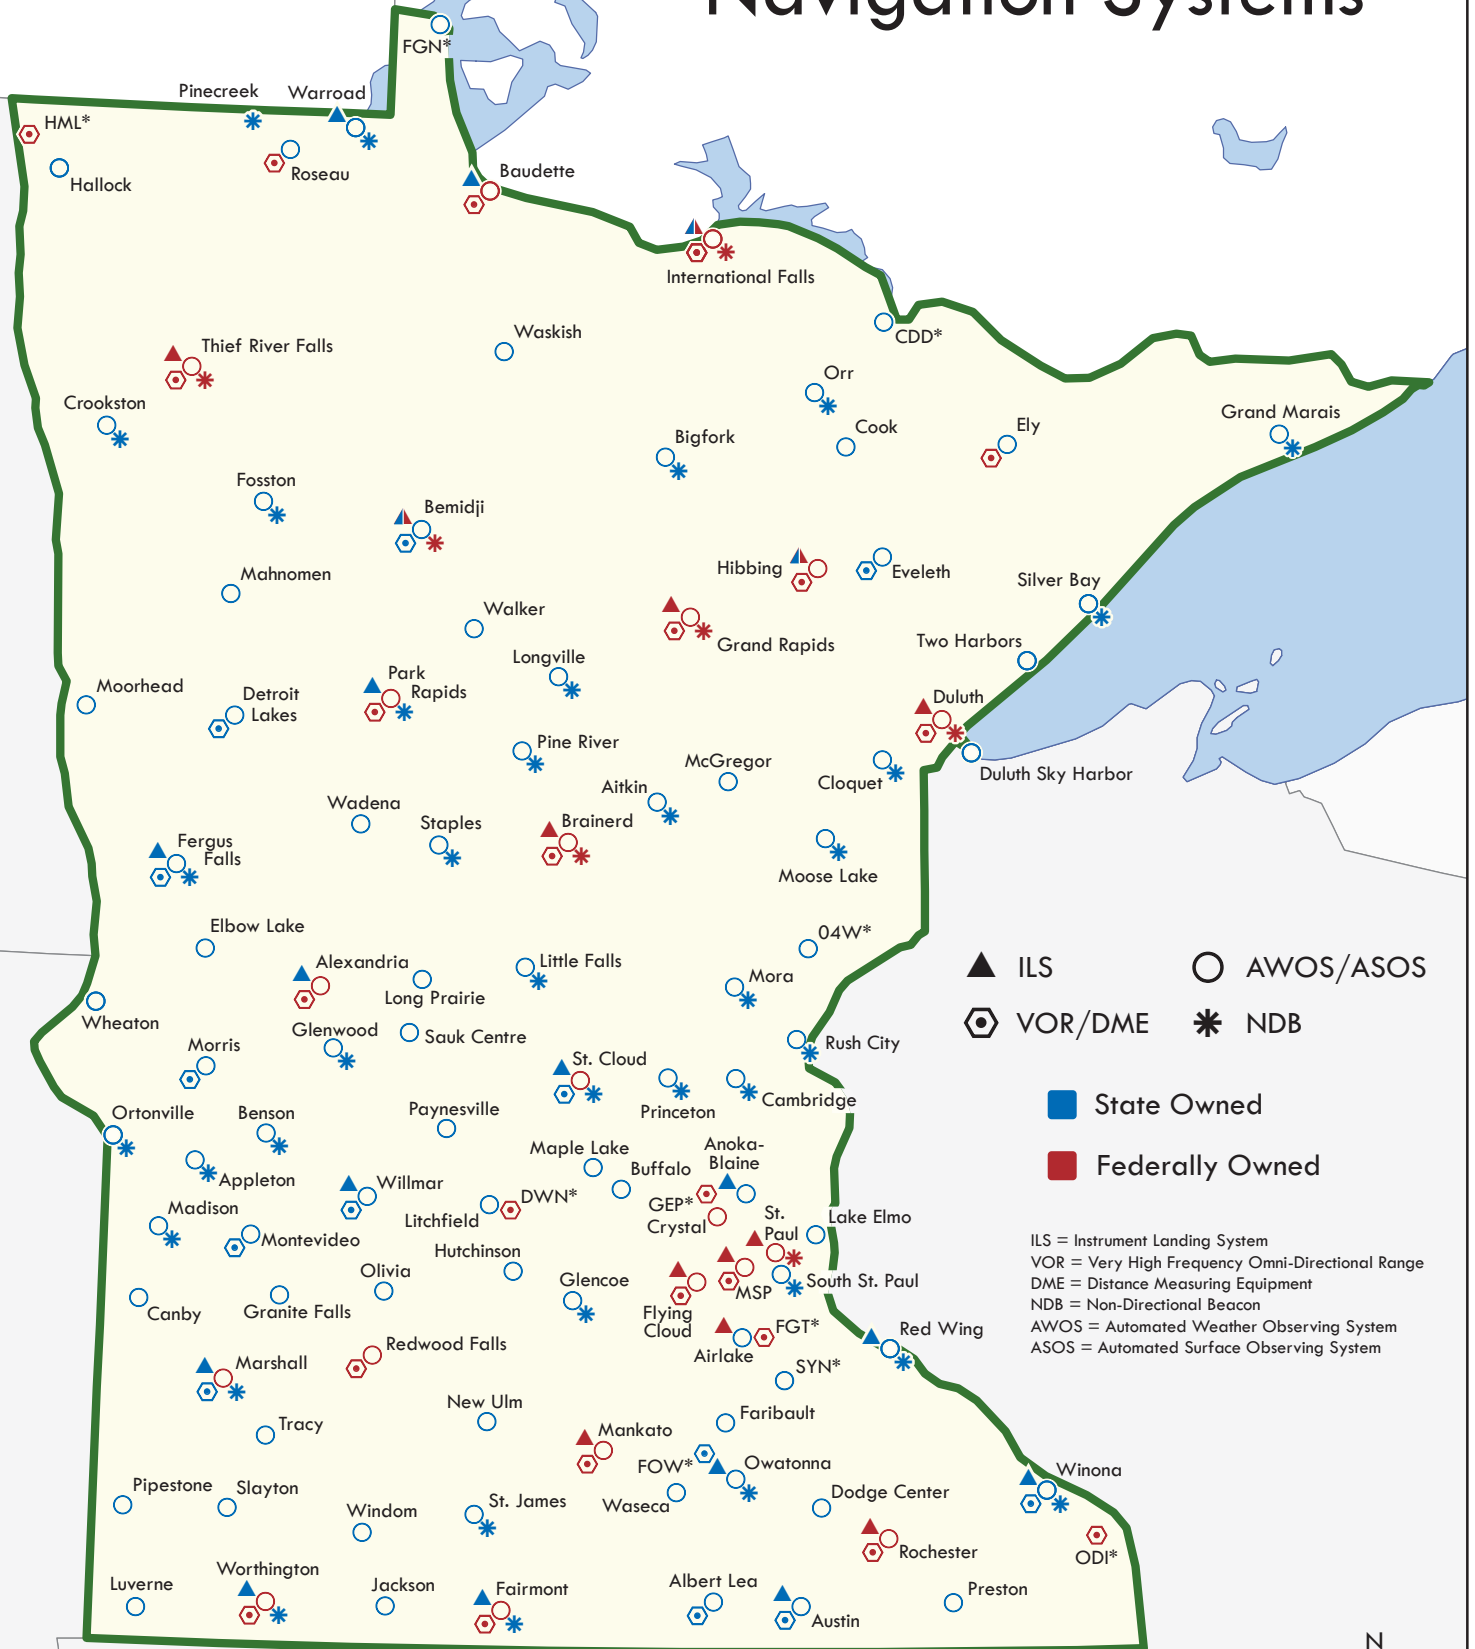 Navigation Systems
FGN*
Pinecreek
Warroad
HML*
Hallock
Roseau
Baudette
International Falls
CDD*
Waskish
Thief River Falls
Orr
Crookston
Grand Marais
Cook
Ely
Bigfork
Fosston
Bemidji
Hibbing
Eveleth
Mahnomen
Silver Bay
Walker
Grand Rapids
Two Harbors
Longville
Park
Rapids
Moorhead
Detroit
Lakes
Duluth
Pine River
McGregor
Duluth Sky Harbor
Cloquet
Aitkin
Wadena
Staples
Brainerd
Fergus
Falls
Moose Lake
Elbow Lake
04W*
Alexandria
Little Falls
Mora
Long Prairie
Wheaton
Glenwood
Sauk Centre
Rush City
Morris
St. Cloud
Princeton
Cambridge
Ortonville
Benson
Paynesville
Anoka-
Blaine
Maple Lake
Buffalo
Appleton
Willmar
DWN*
GEP*
Litchfield
Crystal
Madison
St.
Paul
Lake Elmo
Montevideo
Hutchinson
Olivia
Glencoe
South St. Paul
MSP
Canby
Granite Falls
Flying
Cloud
FGT*
Red Wing
Redwood Falls
Airlake
Marshall
SYN*
New Ulm
Faribault
Tracy
Mankato
FOW*
Owatonna
Winona
Pipestone
Slayton
Waseca
Dodge Center
St. James
Windom
Rochester
ODI*
Worthington
Luverne
Jackson
Fairmont
Albert Lea
Austin
Preston
ILS
AWOS/ASOS
VOR/DME
NDB
State Owned
Federally Owned
ILS = Instrument Landing System
VOR = Very High Frequency Omni-Directional Range
DME = Distance Measuring Equipment
NDB = Non-Directional Beacon
AWOS = Automated Weather Observing System
ASOS = Automated Surface Observing System
N